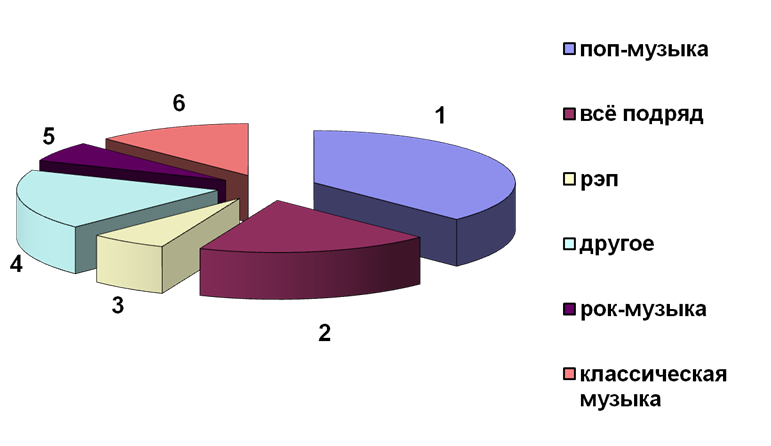 1
2
3
4
5
6
поп-музыка
всё подряд
рэп
другое
рок-музыка
классическая
музыка